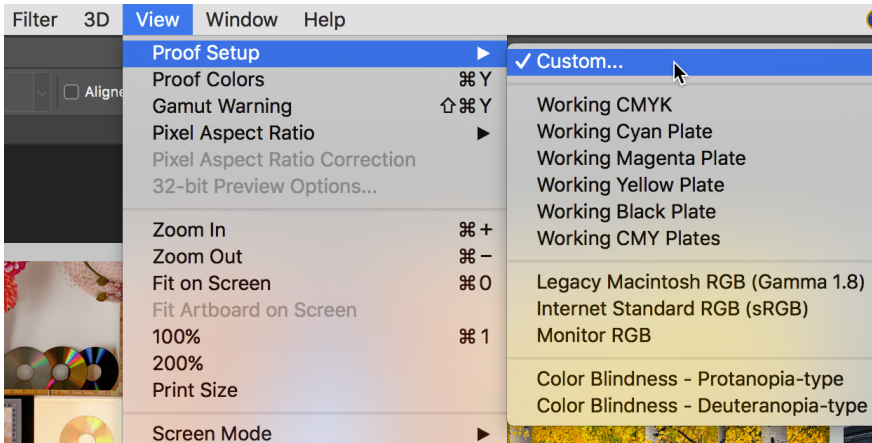 Filter 3D View Window Help
Aligne
Proof Setup ▶
Proof Colors ⌘Y
Gamut Warning ⇧⌘Y
Pixel Aspect Ratio ▶
Pixel Aspect Ratio Correction
32-bit Preview Options...
Zoom In ⌘+
Zoom Out ⌘−
Fit on Screen ⌘0
Fit Artboard on Screen
100% ⌘1
200%
Print Size
Screen Mode ▶
✓ Custom...
Working CMYK
Working Cyan Plate
Working Magenta Plate
Working Yellow Plate
Working Black Plate
Working CMY Plates
Legacy Macintosh RGB (Gamma 1.8)
Internet Standard RGB (sRGB)
Monitor RGB
Color Blindness - Protanopia-type
Color Blindness - Deuteranopia-type